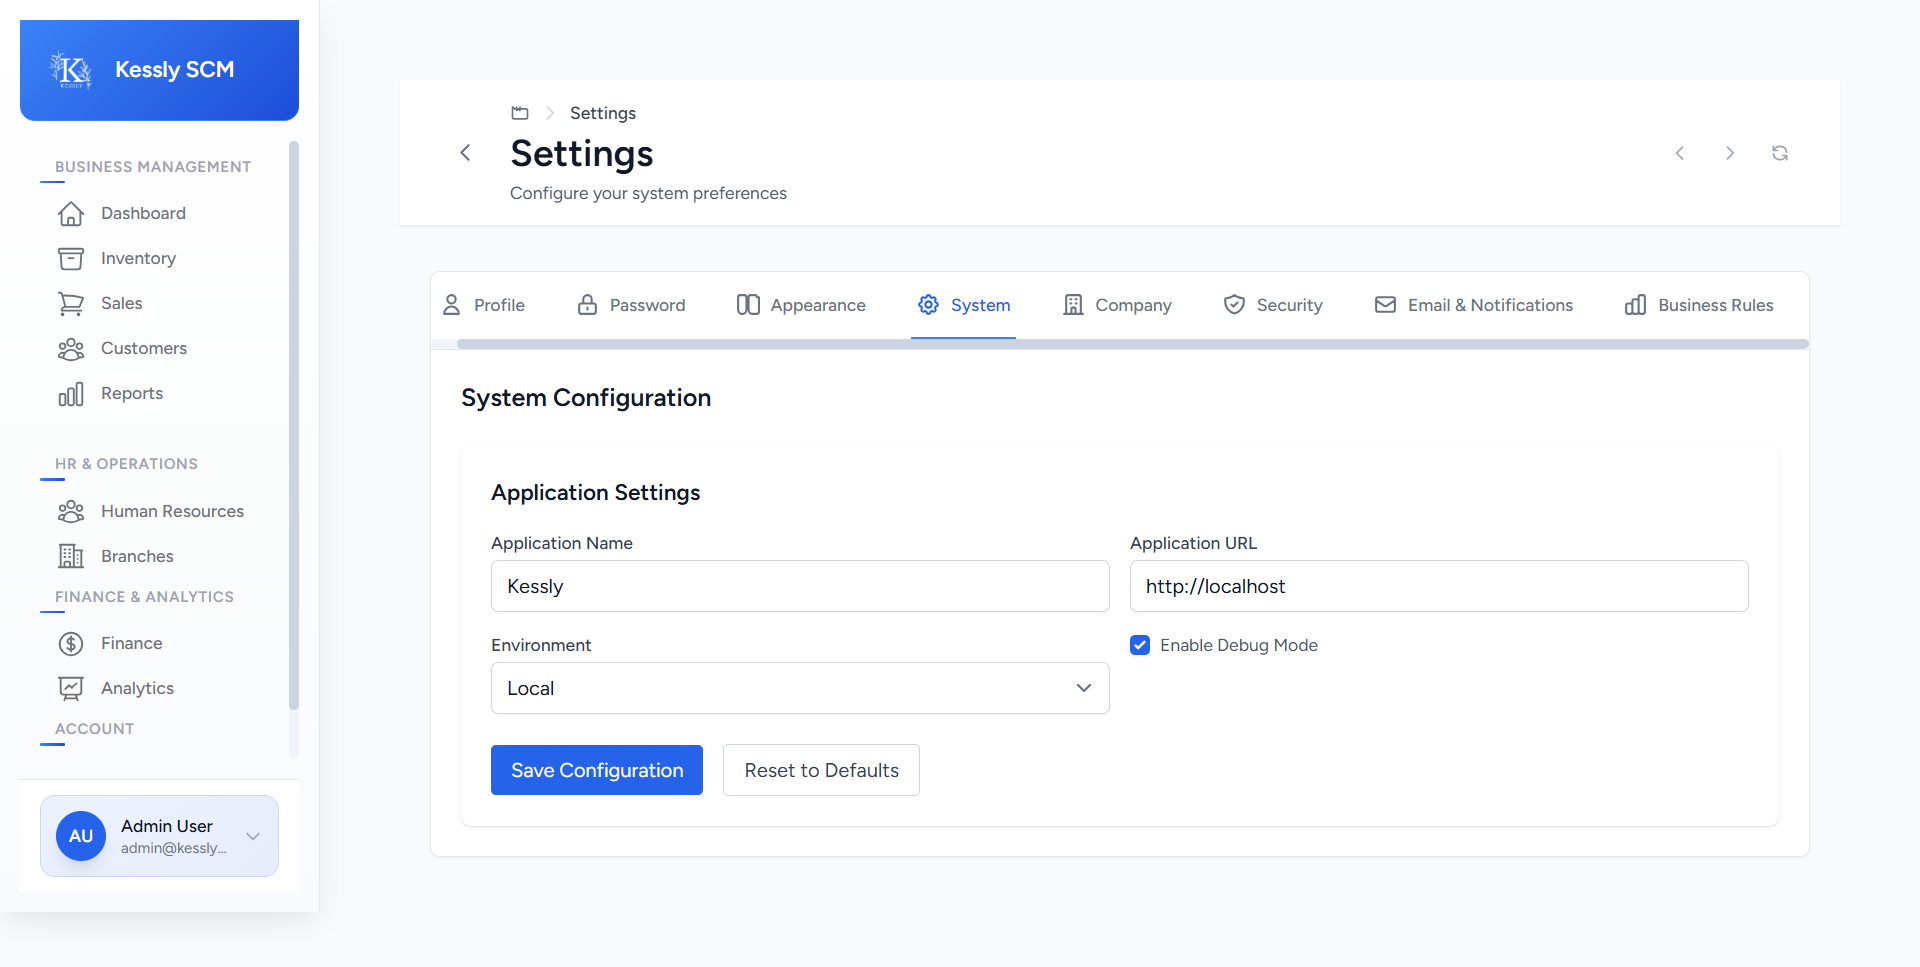 K
KESSLY
Kessly SCM
BUSINESS MANAGEMENT
Dashboard
Inventory
Sales
Customers
Reports
HR & OPERATIONS
Human Resources
Branches
FINANCE & ANALYTICS
Finance
Analytics
ACCOUNT
AU
Admin User
admin@kessly...
Settings
Settings
Configure your system preferences
Profile
Password
Appearance
System
Company
Security
Email & Notifications
Business Rules
System Configuration
Application Settings
Application Name
Kessly
Application URL
http://localhost
Environment
Local
Enable Debug Mode
Save Configuration
Reset to Defaults